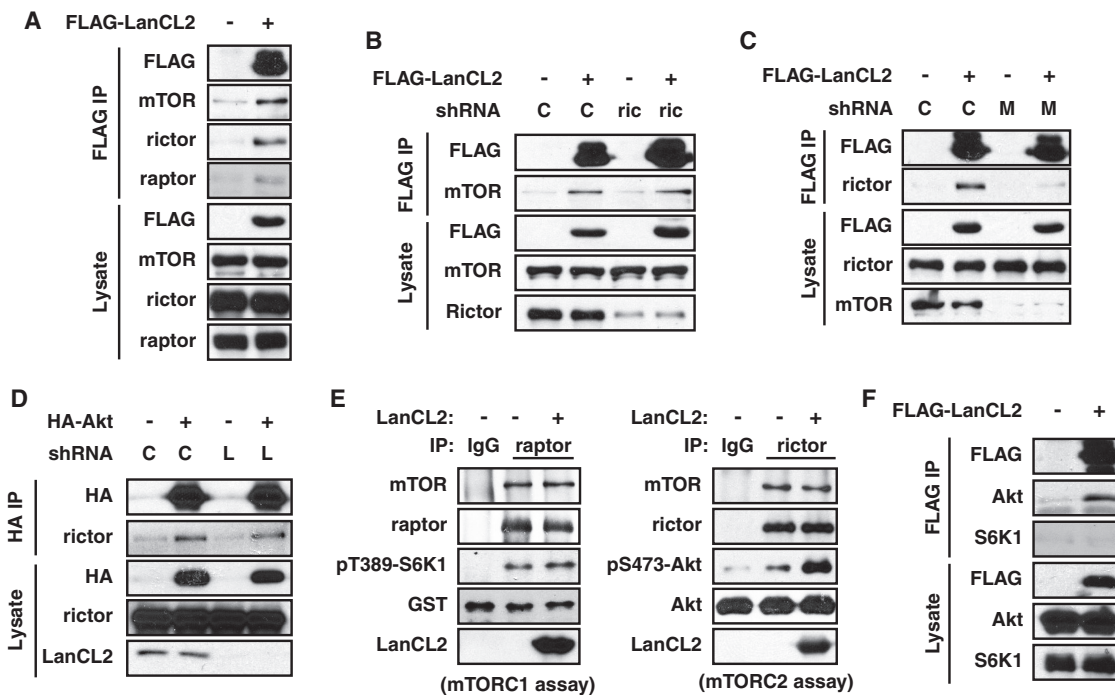 A
FLAG-LanCL2 - +
FLAG IP
FLAG
mTOR
rictor
raptor
Lysate
FLAG
mTOR
rictor
raptor
B
FLAG-LanCL2 - + - +
shRNA C C ric ric
FLAG IP
FLAG
mTOR
Lysate
FLAG
mTOR
Rictor
C
FLAG-LanCL2 - + - +
shRNA C C M M
FLAG IP
FLAG
rictor
Lysate
FLAG
rictor
mTOR
D
HA-Akt - + - +
shRNA C C L L
HA IP
HA
rictor
Lysate
HA
rictor
LanCL2
E
LanCL2: - - +
IP: IgG raptor
mTOR
raptor
pT389-S6K1
GST
LanCL2
(mTORC1 assay)
LanCL2: - - +
IP: IgG rictor
mTOR
rictor
pS473-Akt
Akt
LanCL2
(mTORC2 assay)
F
FLAG-LanCL2 - +
FLAG IP
FLAG
Akt
S6K1
Lysate
FLAG
Akt
S6K1